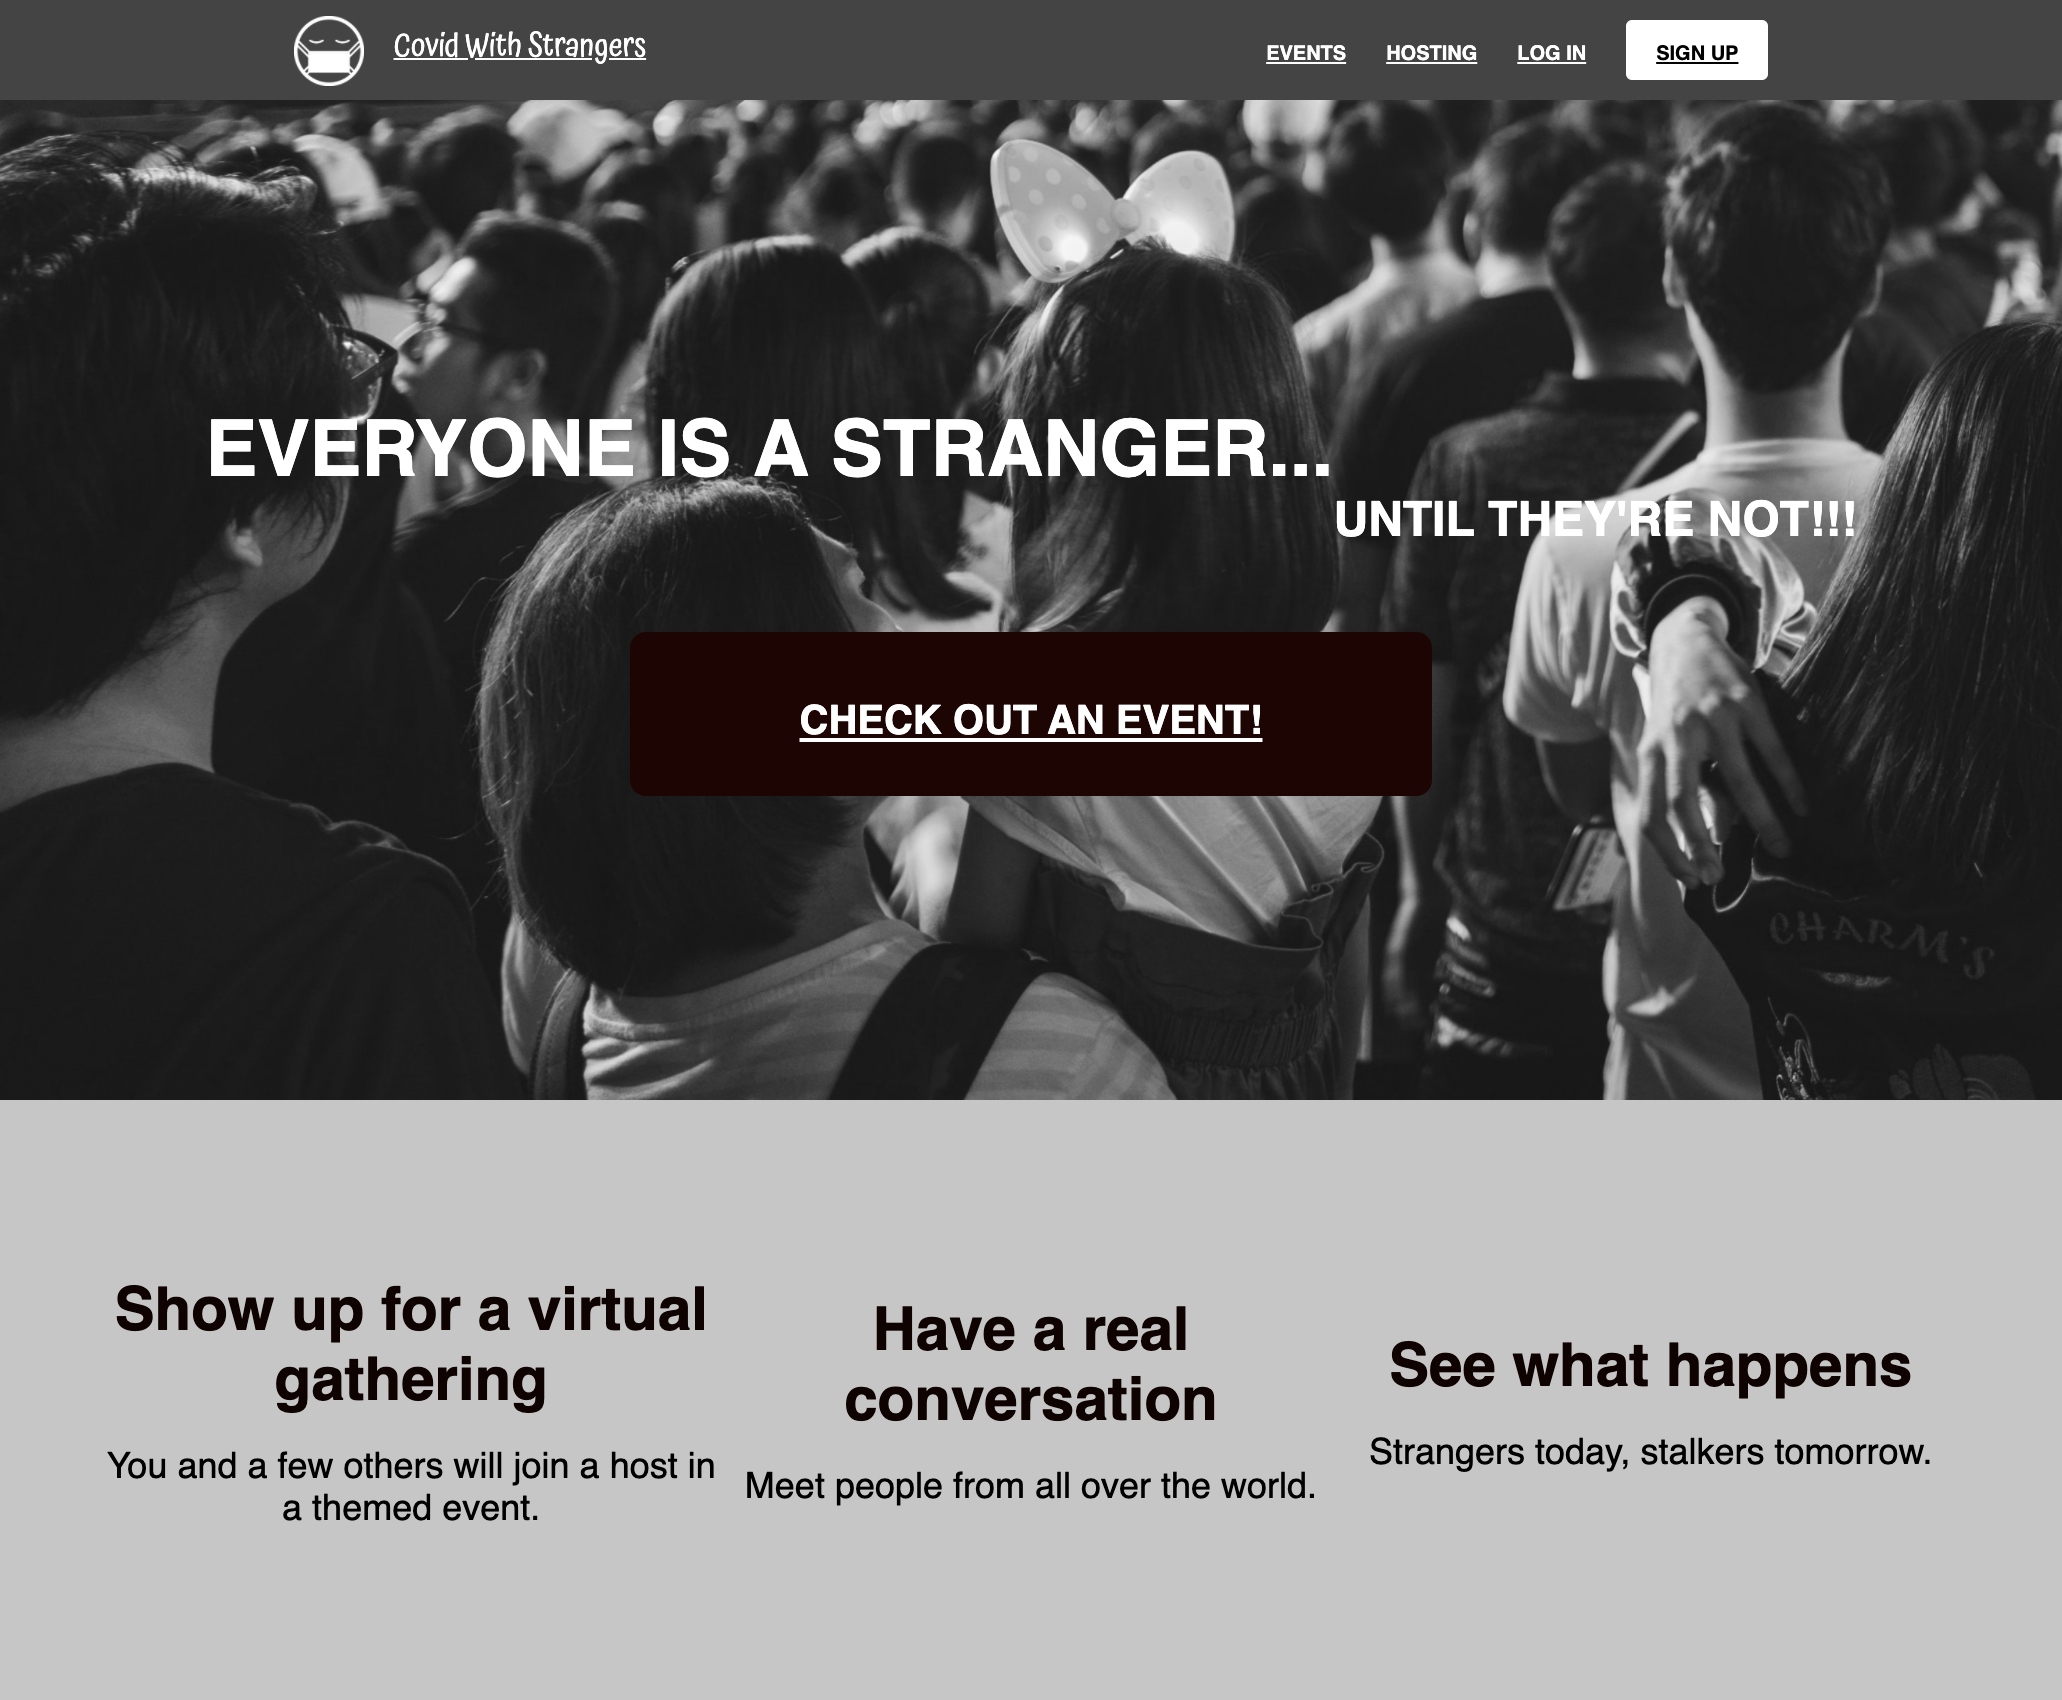 Covid With Strangers
EVENTS
HOSTING
LOG IN
SIGN UP
EVERYONE IS A STRANGER...
UNTIL THEY'RE NOT!!!
CHECK OUT AN EVENT!
CHARM'S
Show up for a virtual
gathering
You and a few others will join a host in
a themed event.
Have a real
conversation
Meet people from all over the world.
See what happens
Strangers today, stalkers tomorrow.